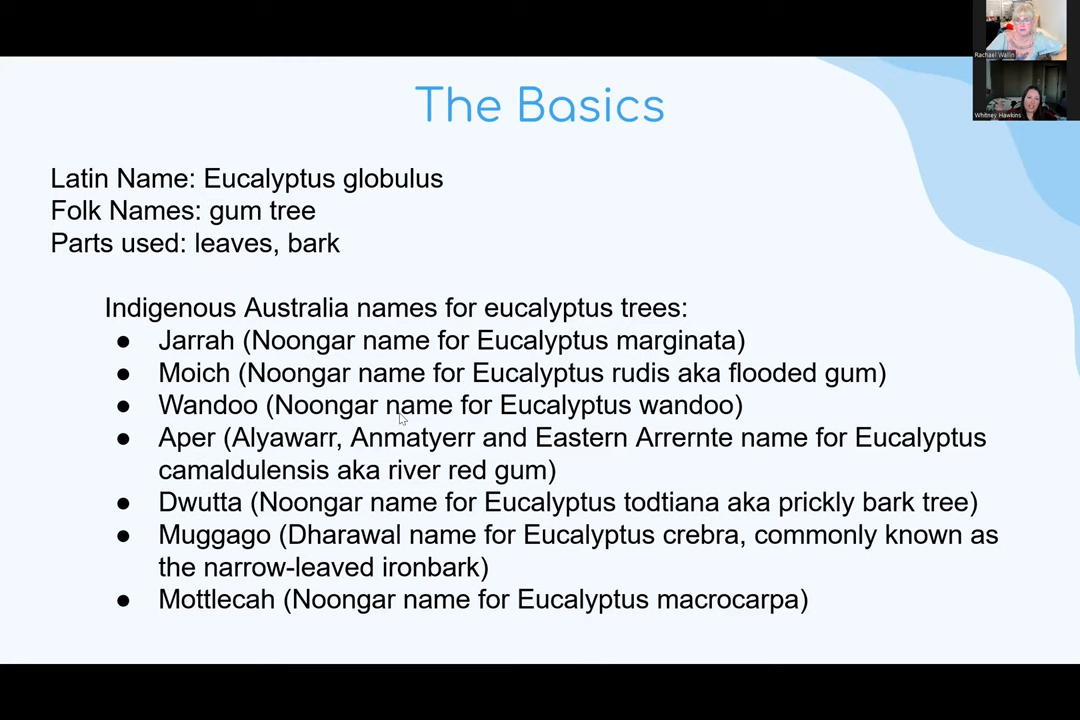 The Basics
Rachael Wallin
Whitney Hawkins
Latin Name: Eucalyptus globulus
Folk Names: gum tree
Parts used: leaves, bark
Indigenous Australia names for eucalyptus trees:
● Jarrah (Noongar name for Eucalyptus marginata)
● Moich (Noongar name for Eucalyptus rudis aka flooded gum)
● Wandoo (Noongar name for Eucalyptus wandoo)
● Aper (Alyawarr, Anmatyerr and Eastern Arrernte name for Eucalyptus
camaldulensis aka river red gum)
● Dwutta (Noongar name for Eucalyptus todtiana aka prickly bark tree)
● Muggago (Dharawal name for Eucalyptus crebra, commonly known as
the narrow-leaved ironbark)
● Mottlecah (Noongar name for Eucalyptus macrocarpa)